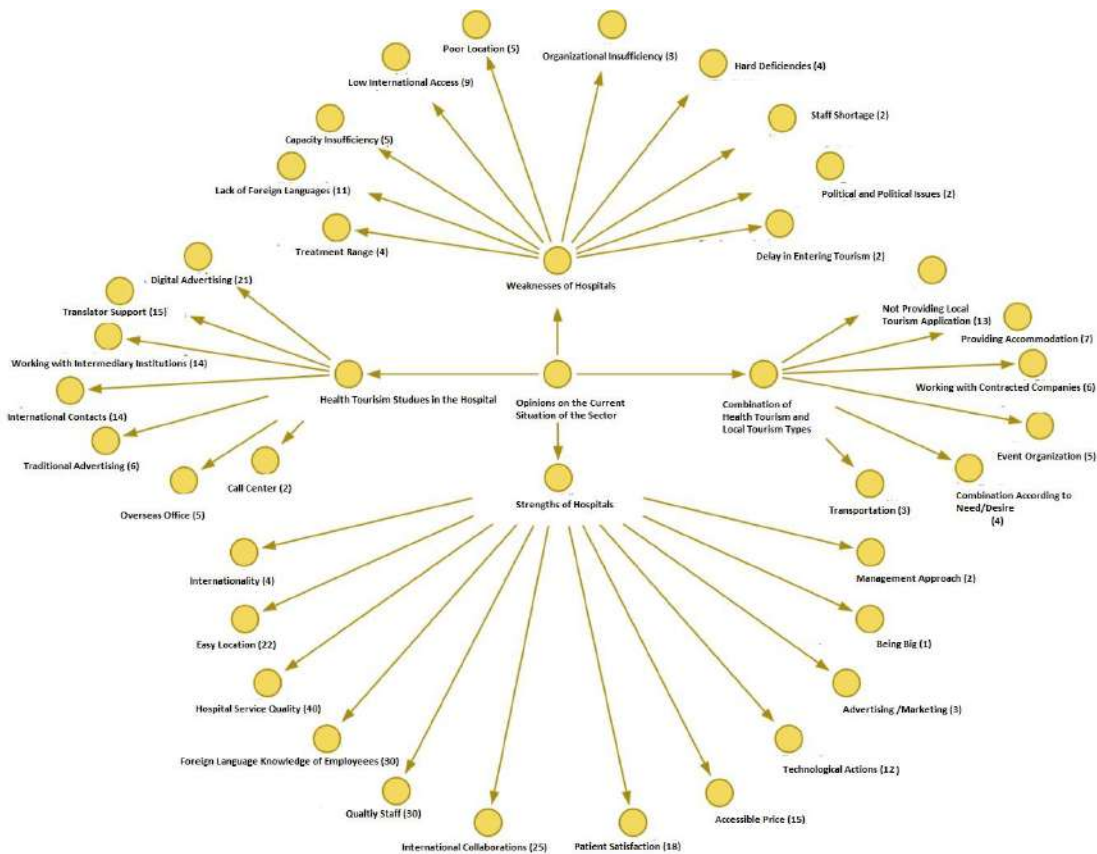 Poor Location (5)
Organizational Insufficiency (3)
Hard Deficiencies (4)
Low International Access (9)
Staff Shortage (2)
Capacity Insufficiency (5)
Lack of Foreign Languages (11)
Political and Political Issues (2)
Treatment Range (4)
Delay in Entering Tourism (2)
Weaknesses of Hospitals
Digital Advertising (21)
Translator Support (15)
Working with Intermediary Institutions (14)
International Contacts (14)
Traditional Advertising (6)
Overseas Office (5)
Call Center (2)
Health Tourism Studues in the Hospital
Opinions on the Current
Situation of the Sector
Combination of
Health Tourism and
Local Tourism Types
Not Providing Local
Tourism Application (13)
Providing Accommodation (7)
Working with Contracted Companies (6)
Event Organization (5)
Combination According to
Need/Desire
(4)
Transportation (3)
Strengths of Hospitals
Internationality (4)
Easy Location (22)
Hospital Service Quality (40)
Foreign Language Knowledge of Employeees (30)
Qualtiy Staff (30)
International Collaborations (25)
Patient Satisfaction (18)
Accessible Price (15)
Technological Actions (12)
Advertising /Marketing (3)
Being Big (1)
Management Approach (2)